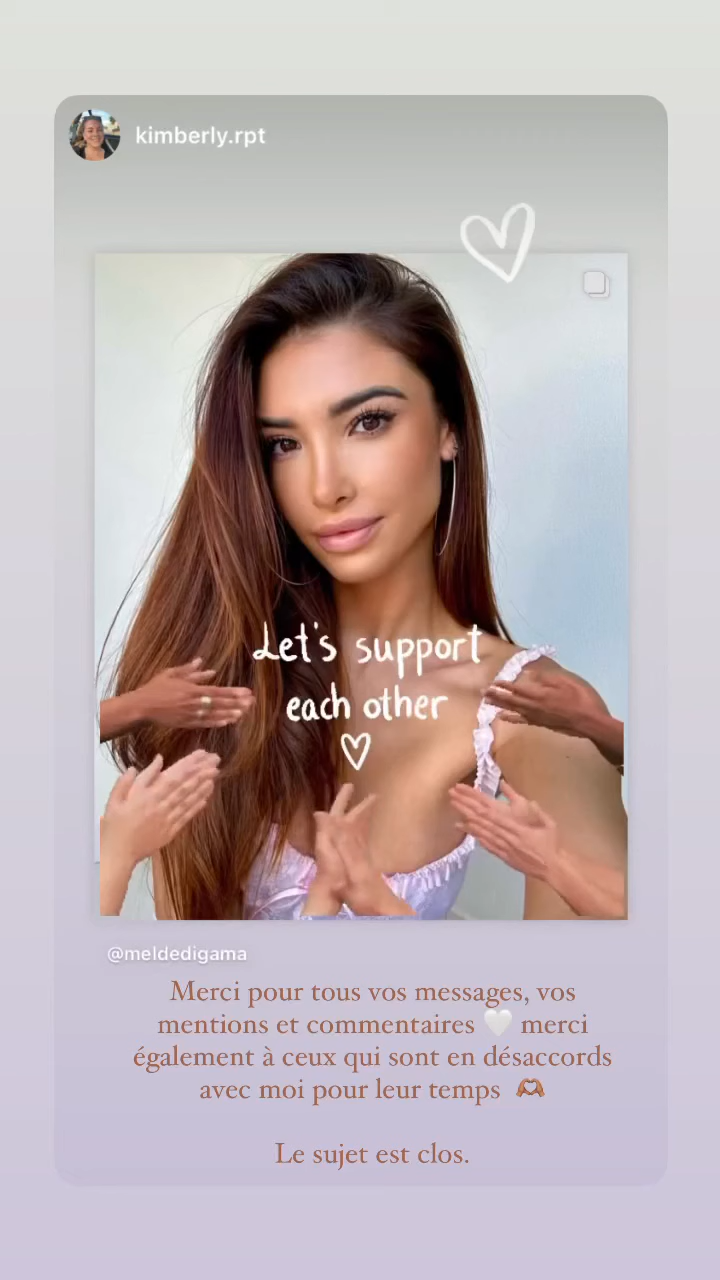 kimberly.rpt
Let's support
each other
@meldedigama
Merci pour tous vos messages, vos
mentions et commentaires 🤍 merci
également à ceux qui sont en désaccords
avec moi pour leur temps 🫶🏽
Le sujet est clos.